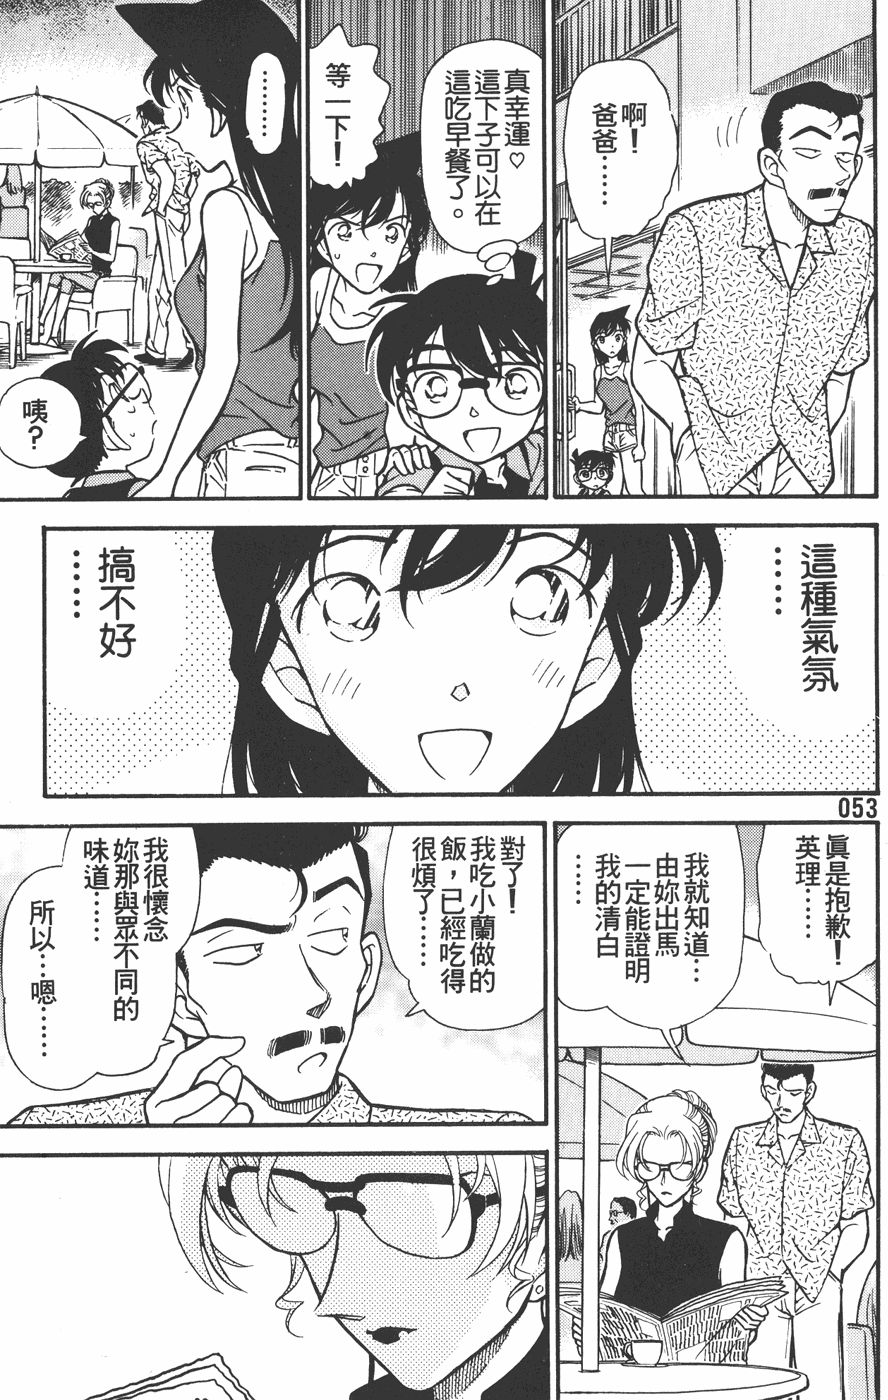 啊！
爸爸……
真幸運♡
這下子可以在
這吃早餐了。
等一下！
………
咦？
這種氣氛
……
搞不好
……
053
眞是抱歉！
英理……
我就知道…
由妳出馬
一定能證明
我的清白
……
對了！
我吃小蘭做的
飯，已經吃得
很煩了……
我很懷念
妳那與眾不同的
味道……
所以…嗯……